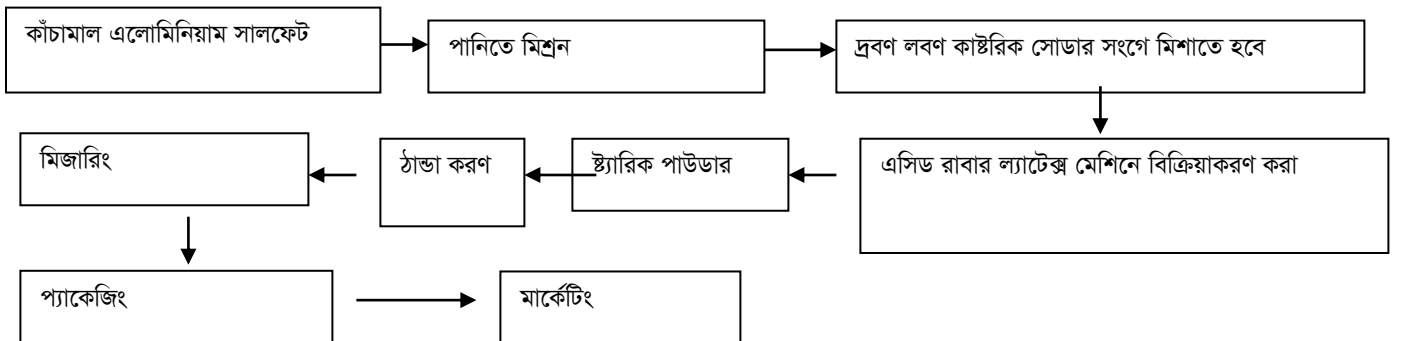 কাঁচামাল এলোমিনিয়াম সালফেট
পানিতে মিশ্রন
দ্রবণ লবণ কাষ্টরিক সোডার সংগে মিশাতে হবে
এসিড রাবার ল্যাটেক্স মেশিনে বিক্রিয়াকরণ করা
ষ্ট্যারিক পাউডার
ঠান্ডা করণ
মিজারিং
প্যাকেজিং
মার্কেটিং